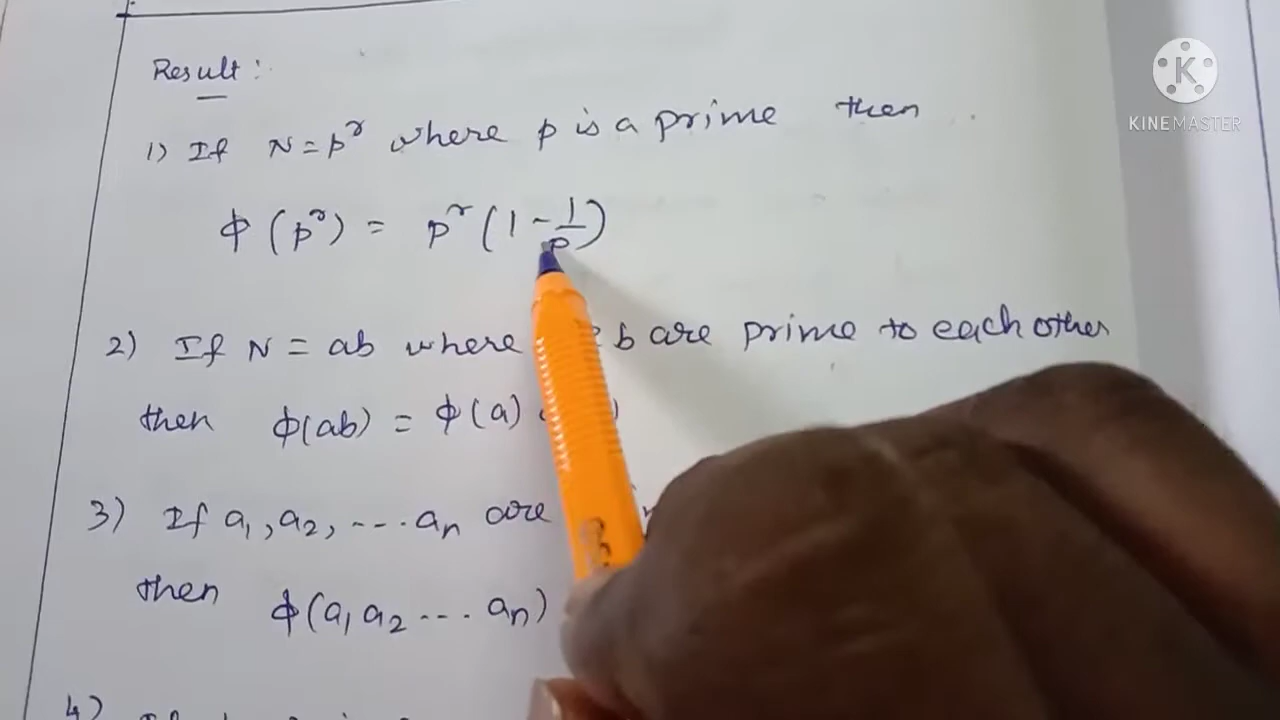 Result:
1) If N = p^r where p is a prime then
φ(p^r) = p^r (1 - 1/p)
2) If N = ab where b are prime to each other
then φ(ab) = φ(a)
3) If a1, a2, ---- an are
then φ(a1 a2 --- an)
4)
K
KINEMASTER